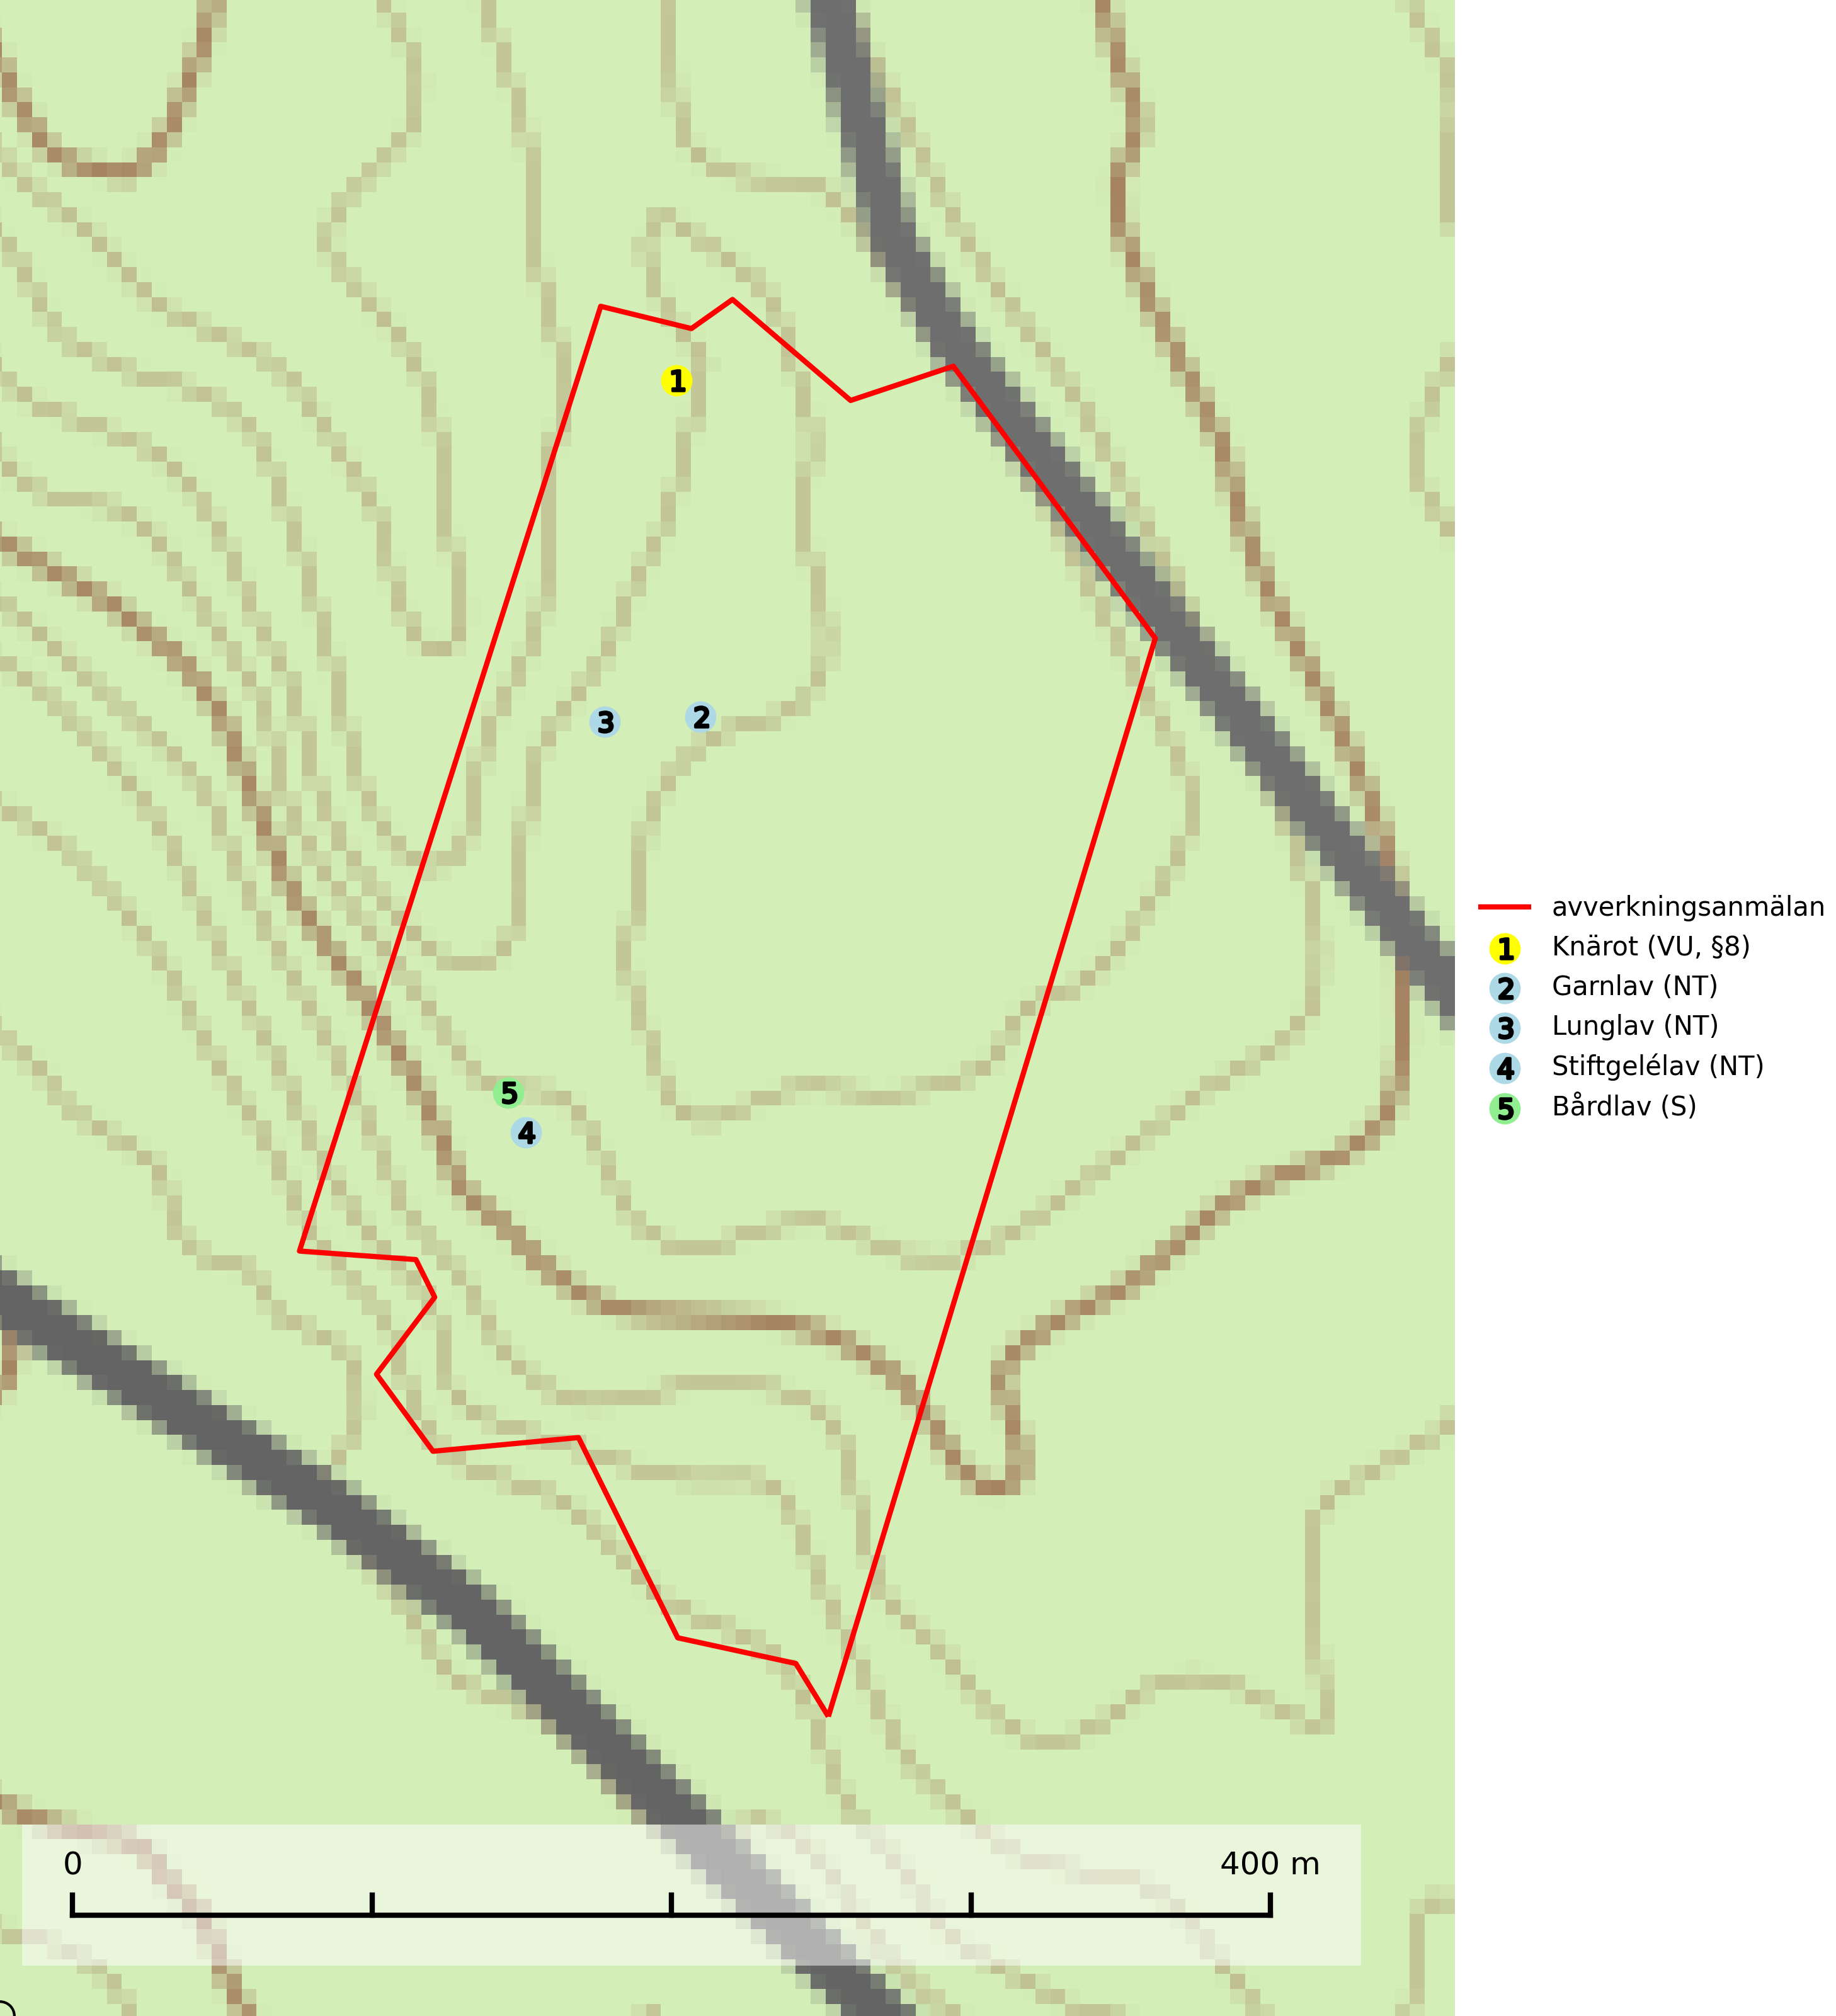 1
3
2
5
4
avverkningsanmälan
1 Knärot (VU, §8)
2 Garnlav (NT)
3 Lunglav (NT)
4 Stiftgelélav (NT)
5 Bårdlav (S)
0 400 m